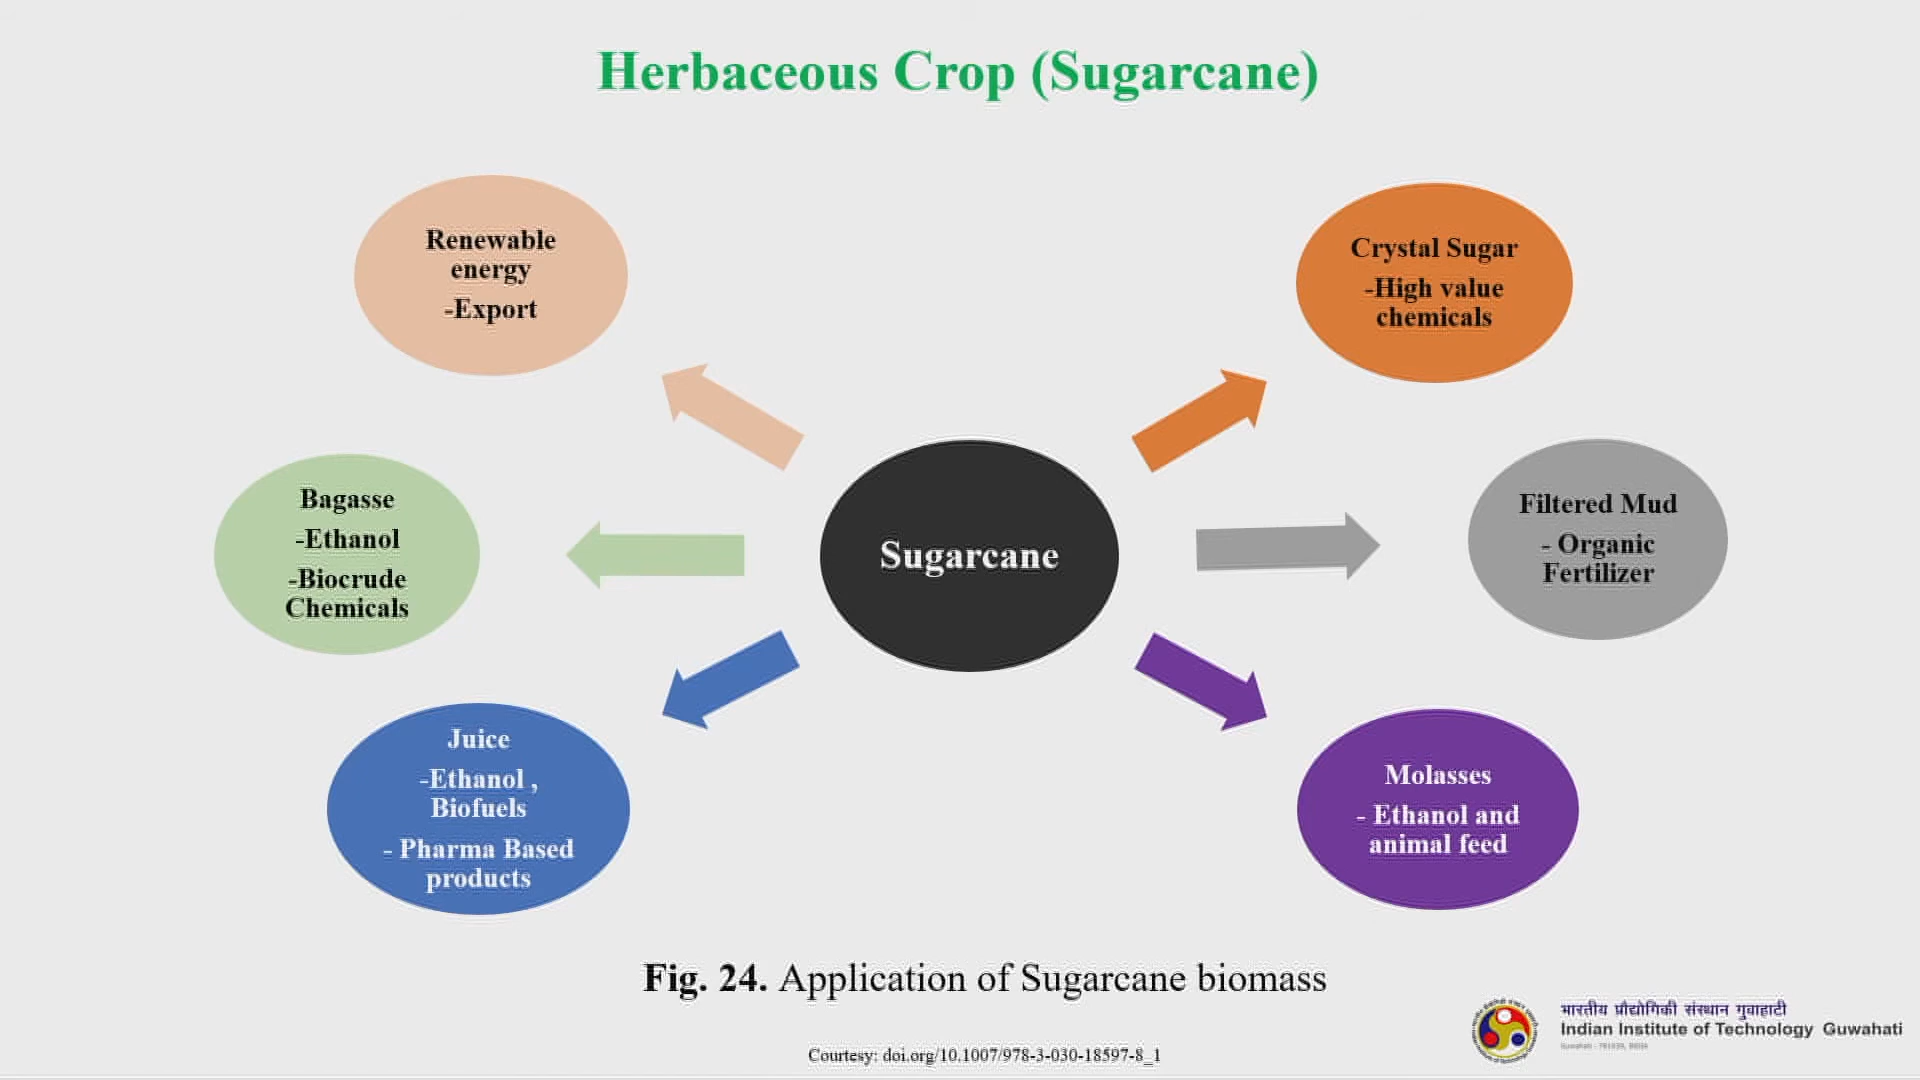 Herbaceous Crop (Sugarcane)
Renewable
energy
-Export
Crystal Sugar
-High value
chemicals
Bagasse
-Ethanol
-Biocrude
Chemicals
Sugarcane
Filtered Mud
- Organic
Fertilizer
Juice
-Ethanol ,
Biofuels
- Pharma Based
products
Molasses
- Ethanol and
animal feed
Fig. 24. Application of Sugarcane biomass
भारतीय प्रौद्योगिकी संस्थान गुवाहाटी
Indian Institute of Technology Guwahati
Courtesy: doi.org/10.1007/978-3-030-18597-8_1